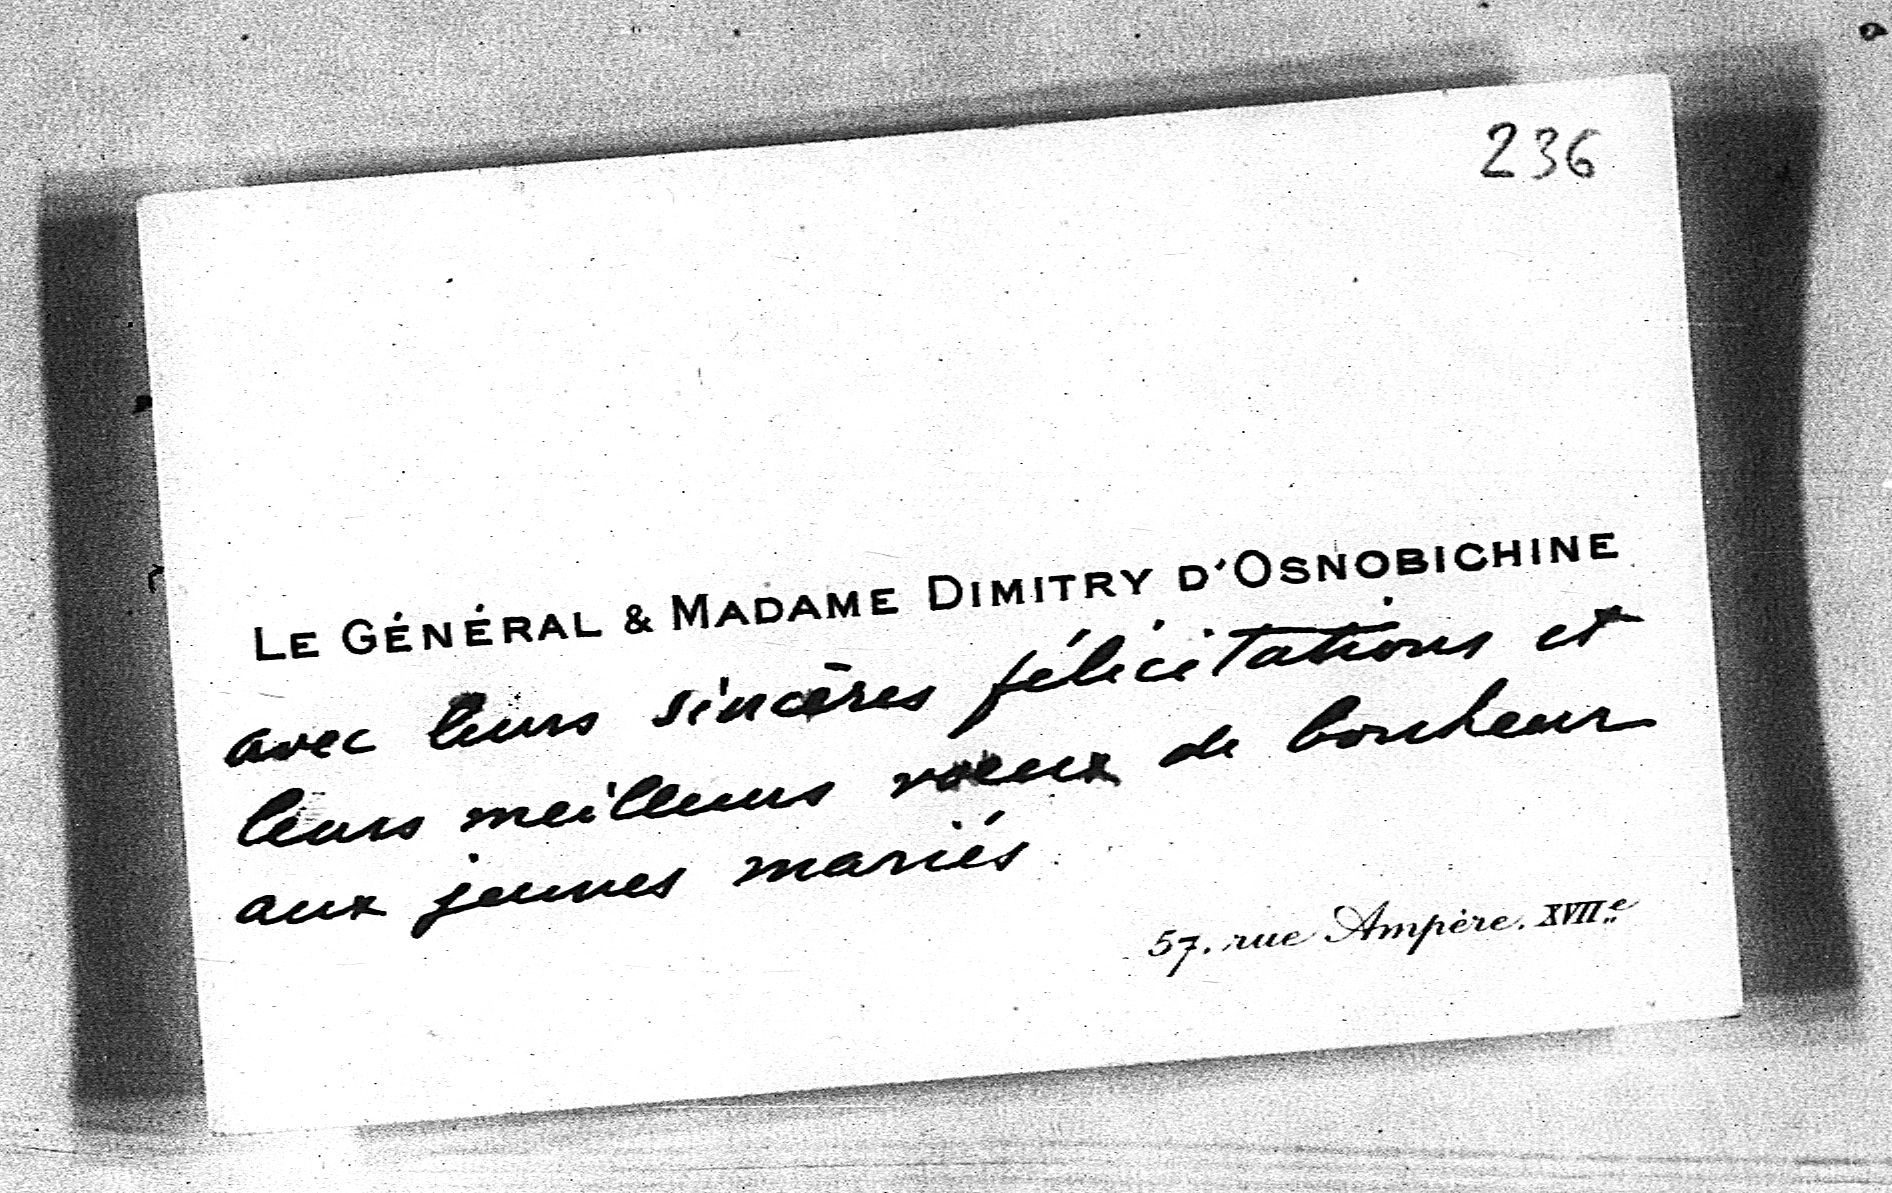 236
LE GÉNÉRAL & MADAME DIMITRY D'OSNOBICHINE
avec leurs sincères félicitations et
leurs meilleurs voeux de bonheur
aux jeunes mariés
57, rue Ampère. XVIIe